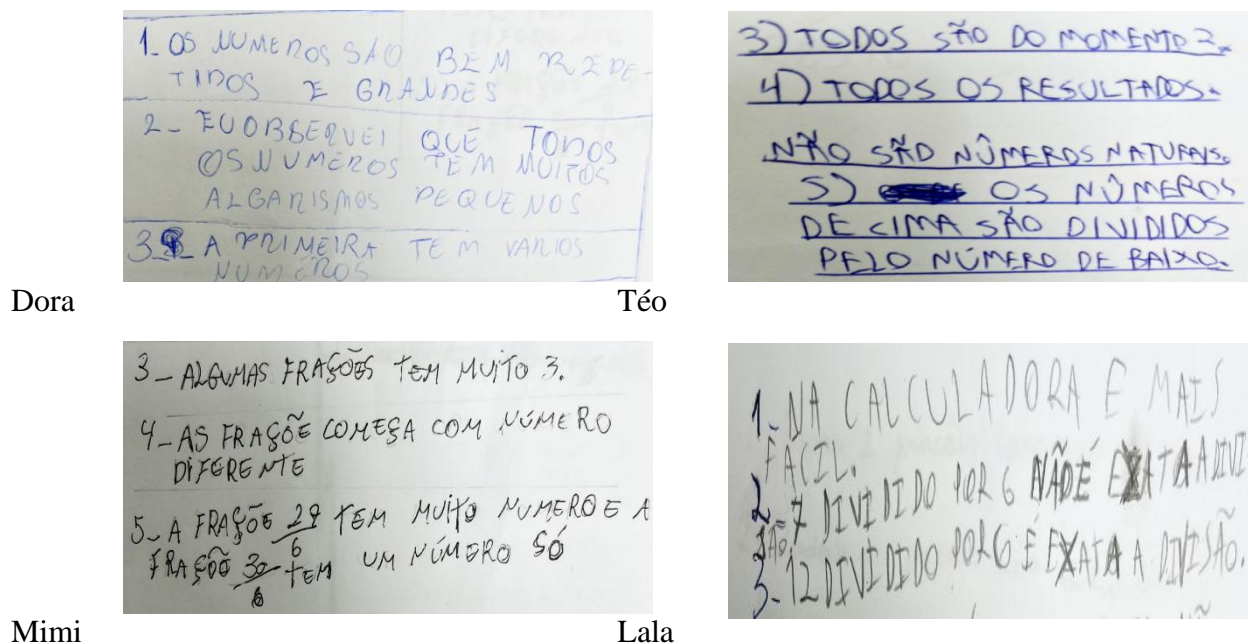 1. OS NUMEROS SAO BEM REPE-
TIDOS E GRANDES
2- EU OBBSERVEI QUE TODOS
OS NUMEROS TEM MUITOS
ALGARISMOS PEQUENOS
3- A PRIMEIRA TEM VARIOS
NUMEROS
Dora
3) TODOS SÃO DO MOMENTO 2.
4) TODOS OS RESULTADOS.
NÃO SÃO NÛMEROS NATURAIS.
5) OS NÚMEROS
DE CIMA SÃO DIVIDIDOS
PELO NÚMERO DE BAIXO.
Téo
3- ALGUMAS FRAÇÕES TEM MUITO 3.
4- AS FRAÇÕE COMEÇA COM NÚMERO
DIFERENTE
5- A FRAÇÕE 29/6 TEM MUITO NUMERO E A
FRAÇÕE 30/6 TEM UM NÚMERO SÓ
Mimi
1. NA CALCULADORA E MAIS
FACIL.
2- 7 DIVIDIDO POR 6 NÃO É EXATA A DIVI
SÃO
3- 12 DIVIDIDO POR 6 É EXATA A DIVISÃO.
Lala